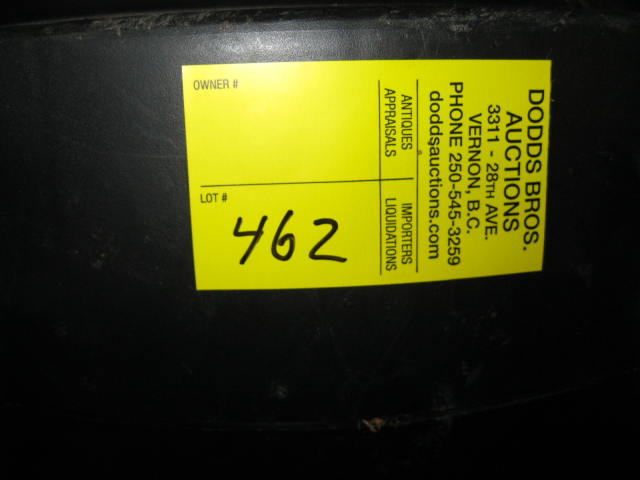 DODDS BROS.
AUCTIONS
3311 - 28TH AVE.
VERNON, B.C.
PHONE 250-545-3259
doddsauctions.com
ANTIQUES IMPORTERS
APPRAISALS LIQUIDATIONS
OWNER #
LOT #
462